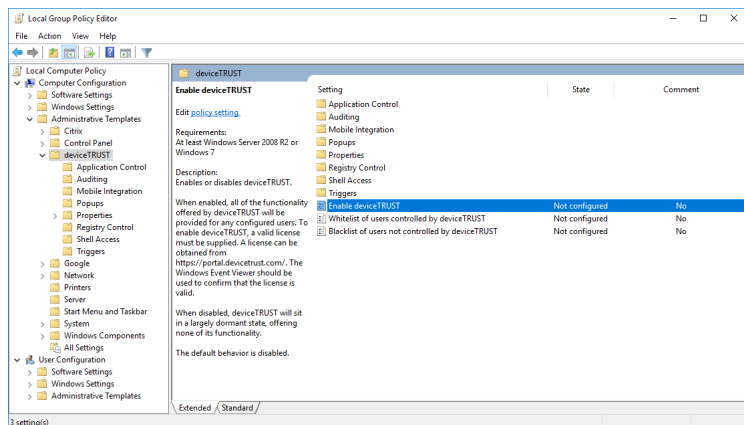 Local Group Policy Editor
File Action View Help
Local Computer Policy
Computer Configuration
Software Settings
Windows Settings
Administrative Templates
Citrix
Control Panel
deviceTRUST
Application Control
Auditing
Mobile Integration
Popups
Properties
Registry Control
Shell Access
Triggers
Google
Network
Printers
Server
Start Menu and Taskbar
System
Windows Components
All Settings
User Configuration
Software Settings
Windows Settings
Administrative Templates
deviceTRUST
Enable deviceTRUST
Edit policy setting
Requirements:
At least Windows Server 2008 R2 or
Windows 7
Description:
Enables or disables deviceTRUST.
When enabled, all of the functionality
offered by deviceTRUST will be
provided for any configured users. To
enable deviceTRUST, a valid license
must be supplied. A license can be
obtained from
https://portal.devicetrust.com/. The
Windows Event Viewer should be
used to confirm that the license is
valid.
When disabled, deviceTRUST will sit
in a largely dormant state, offering
none of its functionality.
The default behavior is disabled.
Setting State Comment
Application Control
Auditing
Mobile Integration
Popups
Properties
Registry Control
Shell Access
Triggers
Enable deviceTRUST Not configured No
Whitelist of users controlled by deviceTRUST Not configured No
Blacklist of users not controlled by deviceTRUST Not configured No
Extended Standard
3 setting(s)